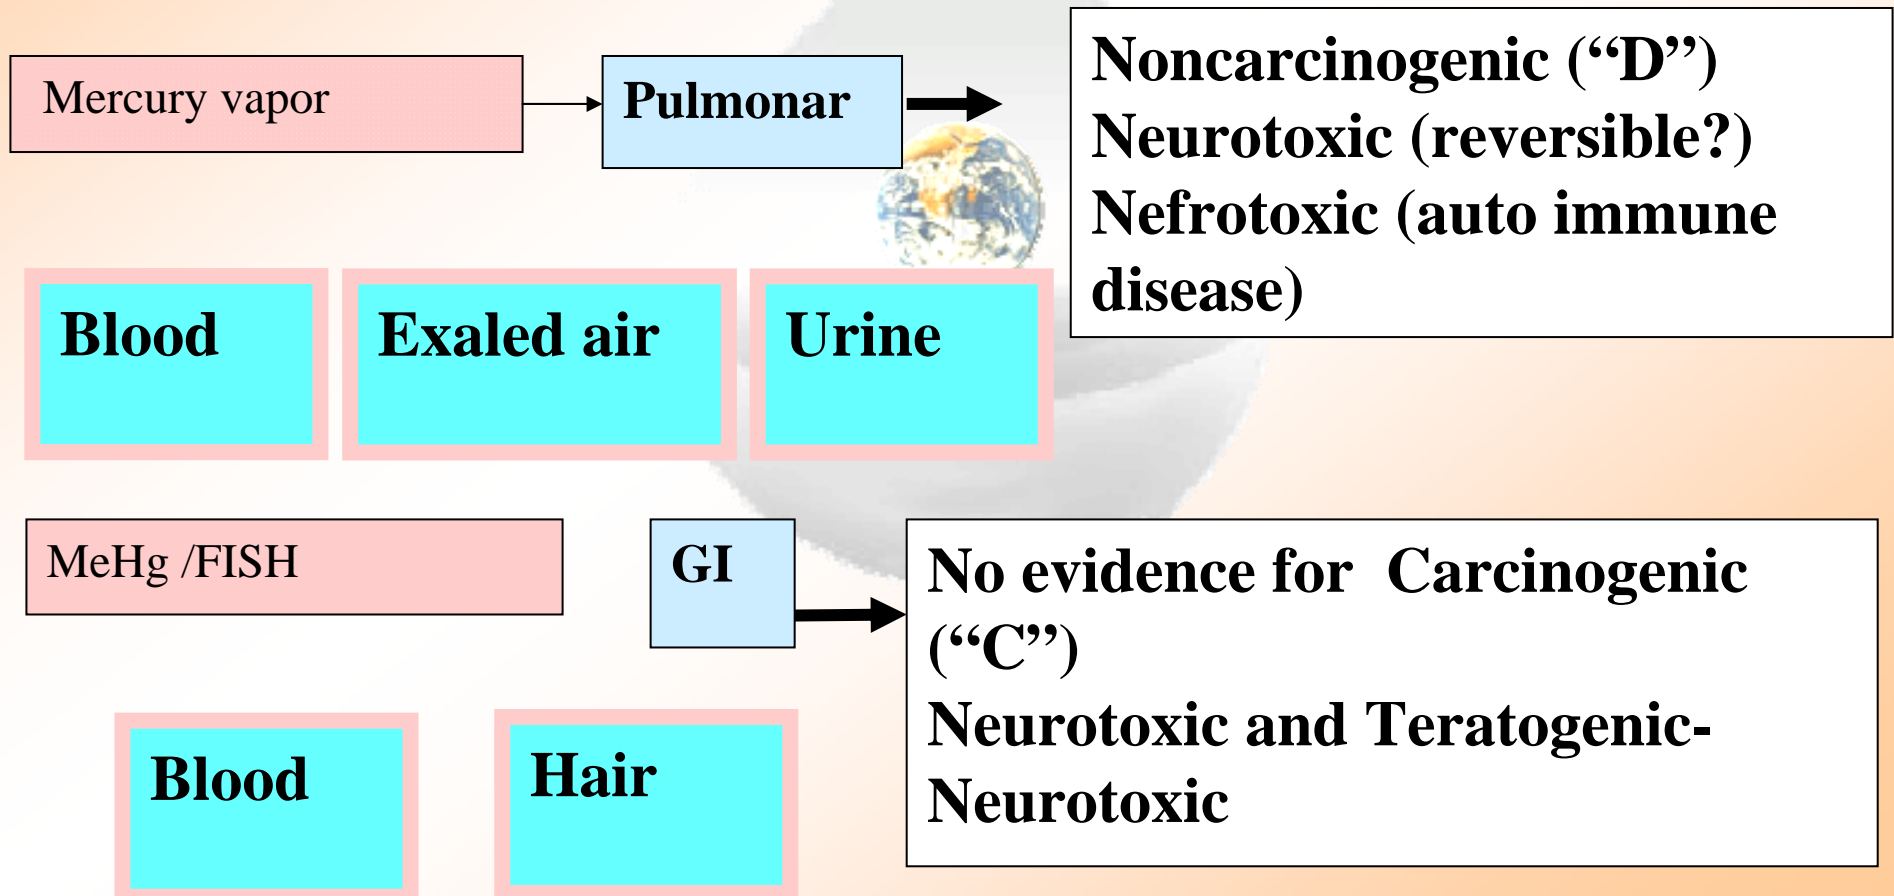 Mercury vapor
Pulmonar
Noncarcinogenic (“D”)
Neurotoxic (reversible?)
Nefrotoxic (auto immune
disease)
Blood
Exaled air
Urine
MeHg /FISH
GI
No evidence for  Carcinogenic
(“C”)
Neurotoxic and Teratogenic-
Neurotoxic
Blood
Hair